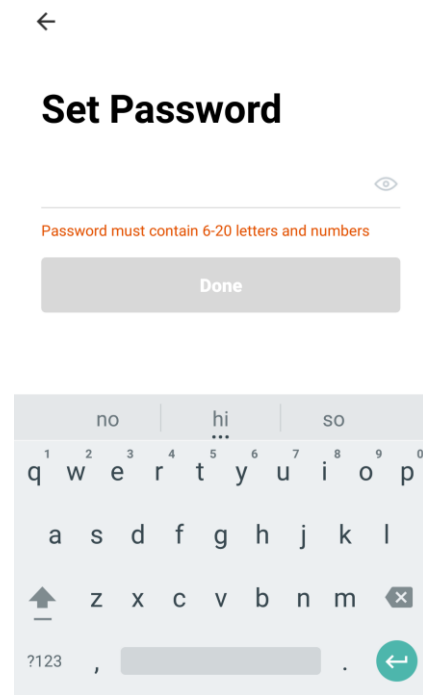 Set Password
Password must contain 6-20 letters and numbers
Done
no hi so
1 2 3 4 5 6 7 8 9 0
q w e r t y u i o p
a s d f g h j k l
z x c v b n m
?123 , .